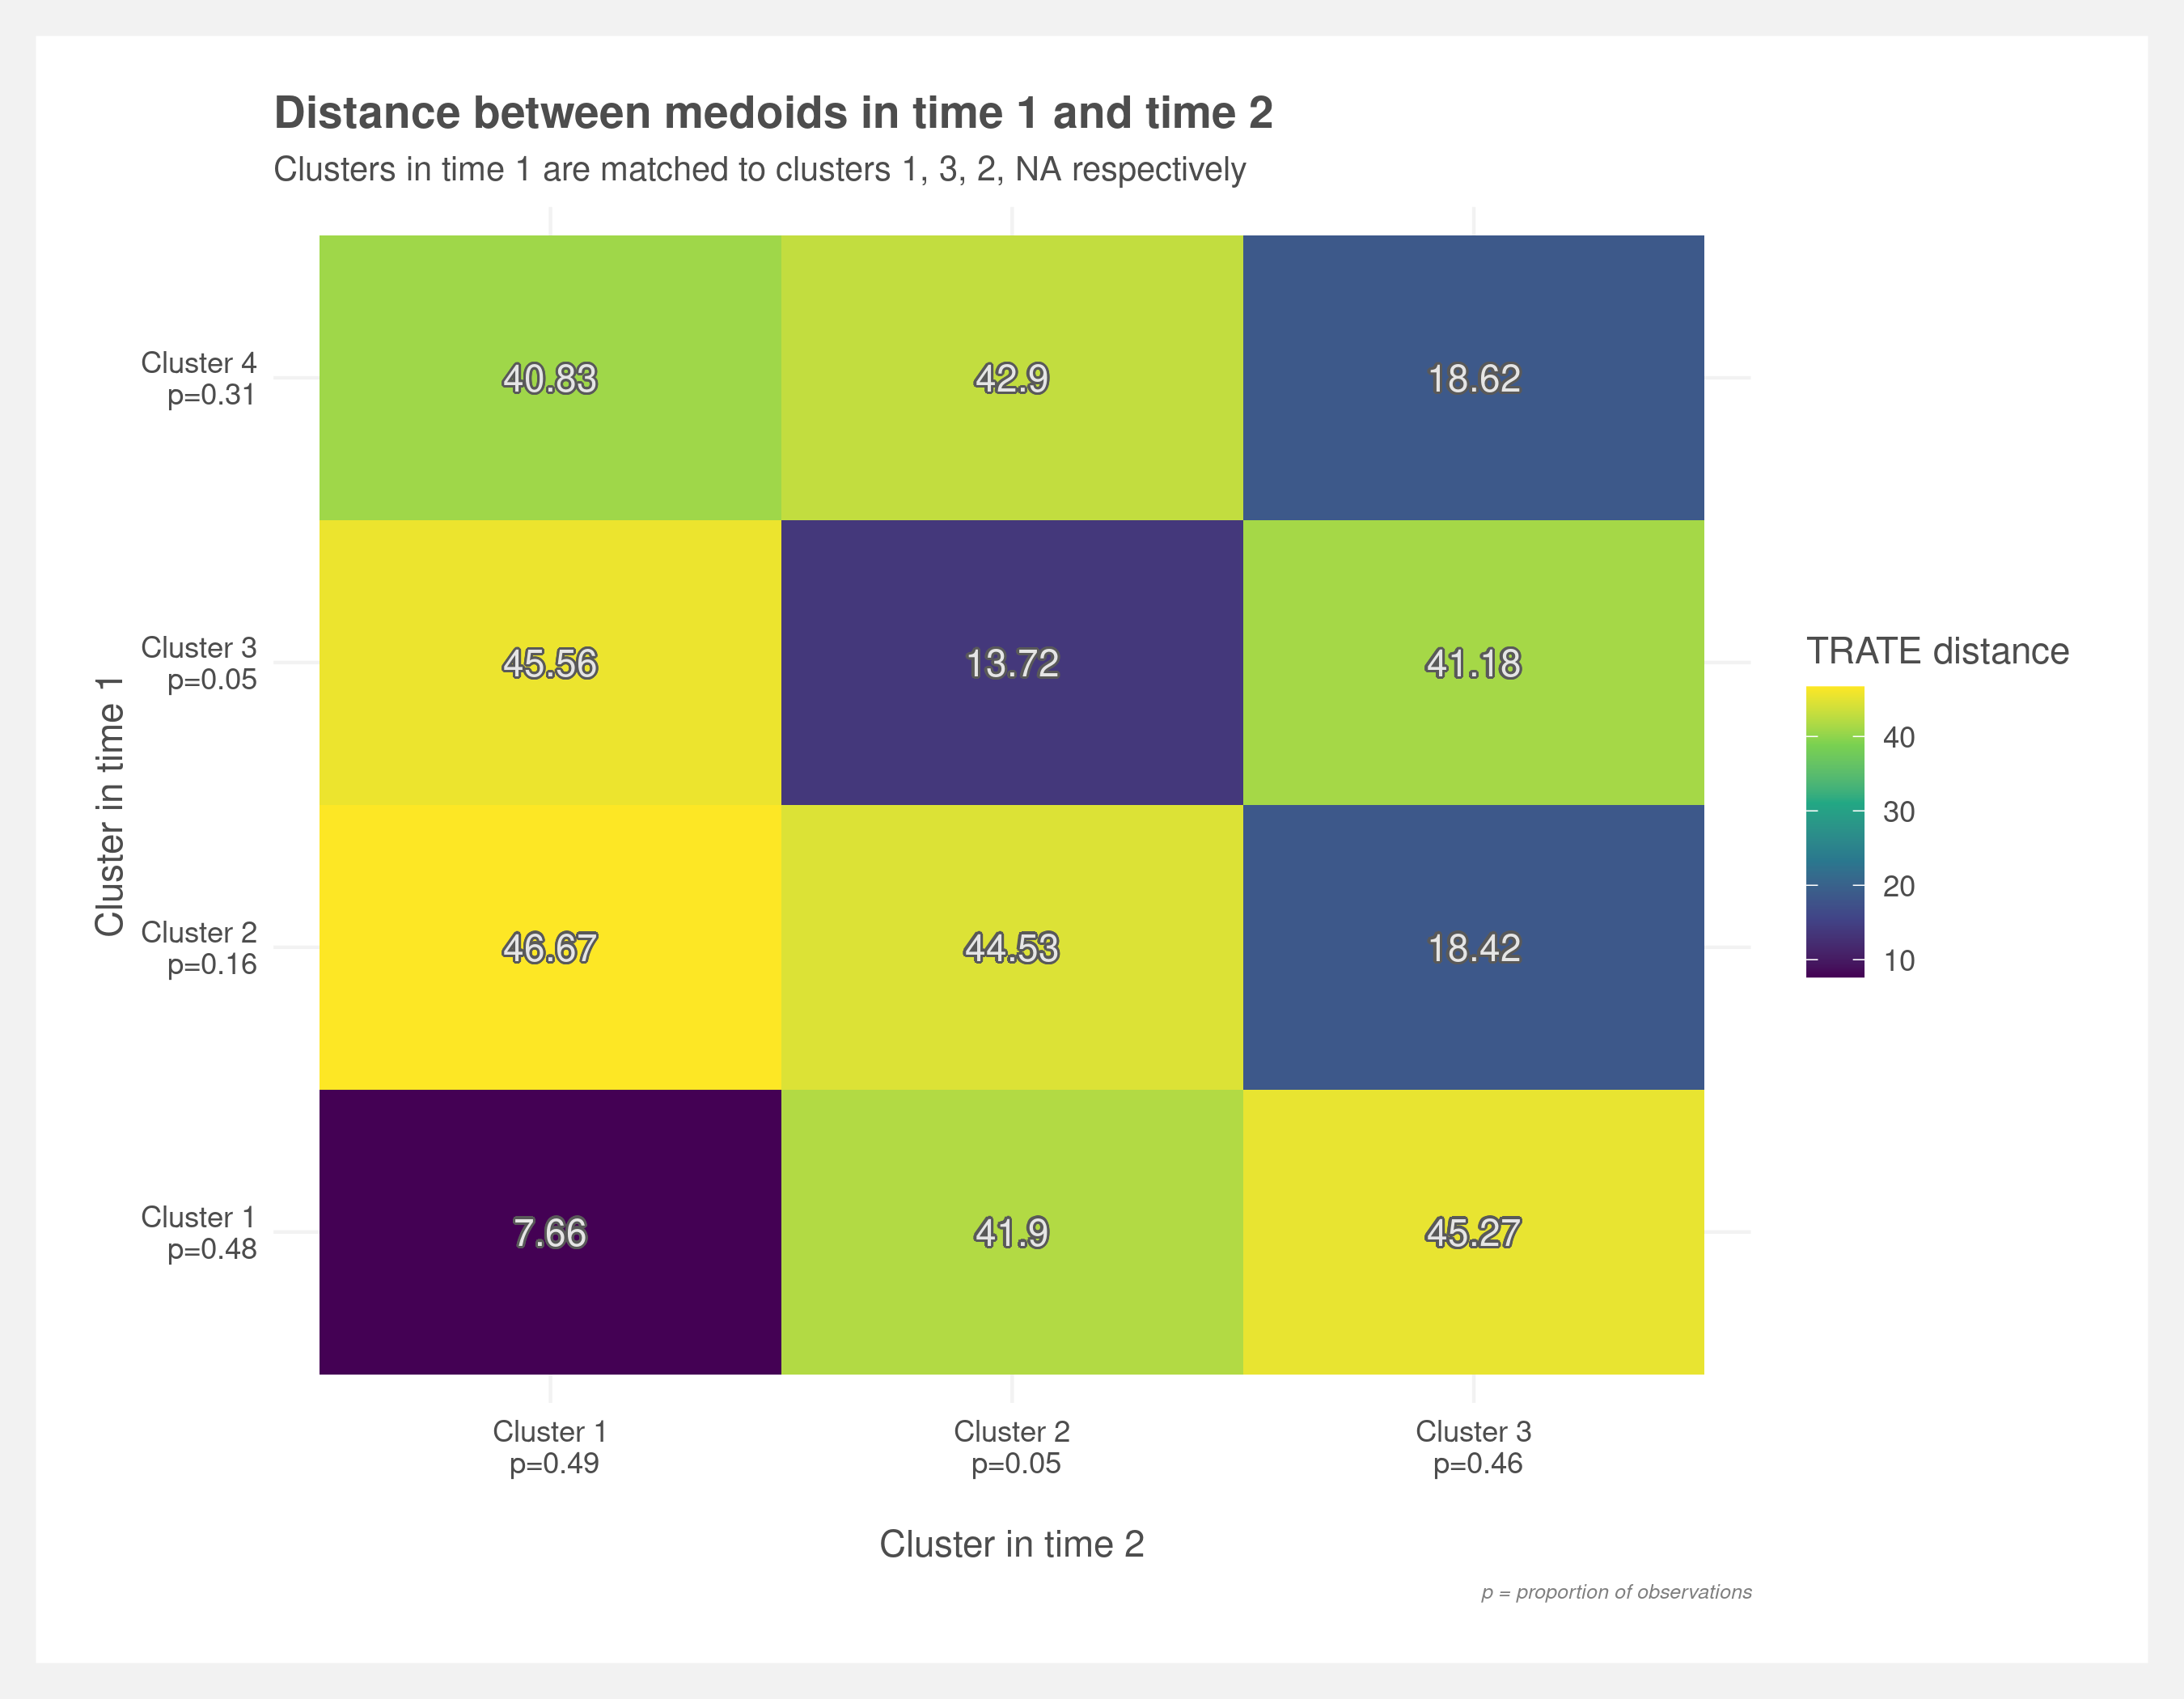 Distance between medoids in time 1 and time 2
Clusters in time 1 are matched to clusters 1, 3, 2, NA respectively
Cluster in time 1
Cluster 4
p=0.31
40.83
42.9
18.62
Cluster 3
p=0.05
45.56
13.72
41.18
Cluster 2
p=0.16
46.67
44.53
18.42
Cluster 1
p=0.48
7.66
41.9
45.27
Cluster 1
p=0.49
Cluster 2
p=0.05
Cluster 3
p=0.46
Cluster in time 2
TRATE distance
40
30
20
10
p = proportion of observations